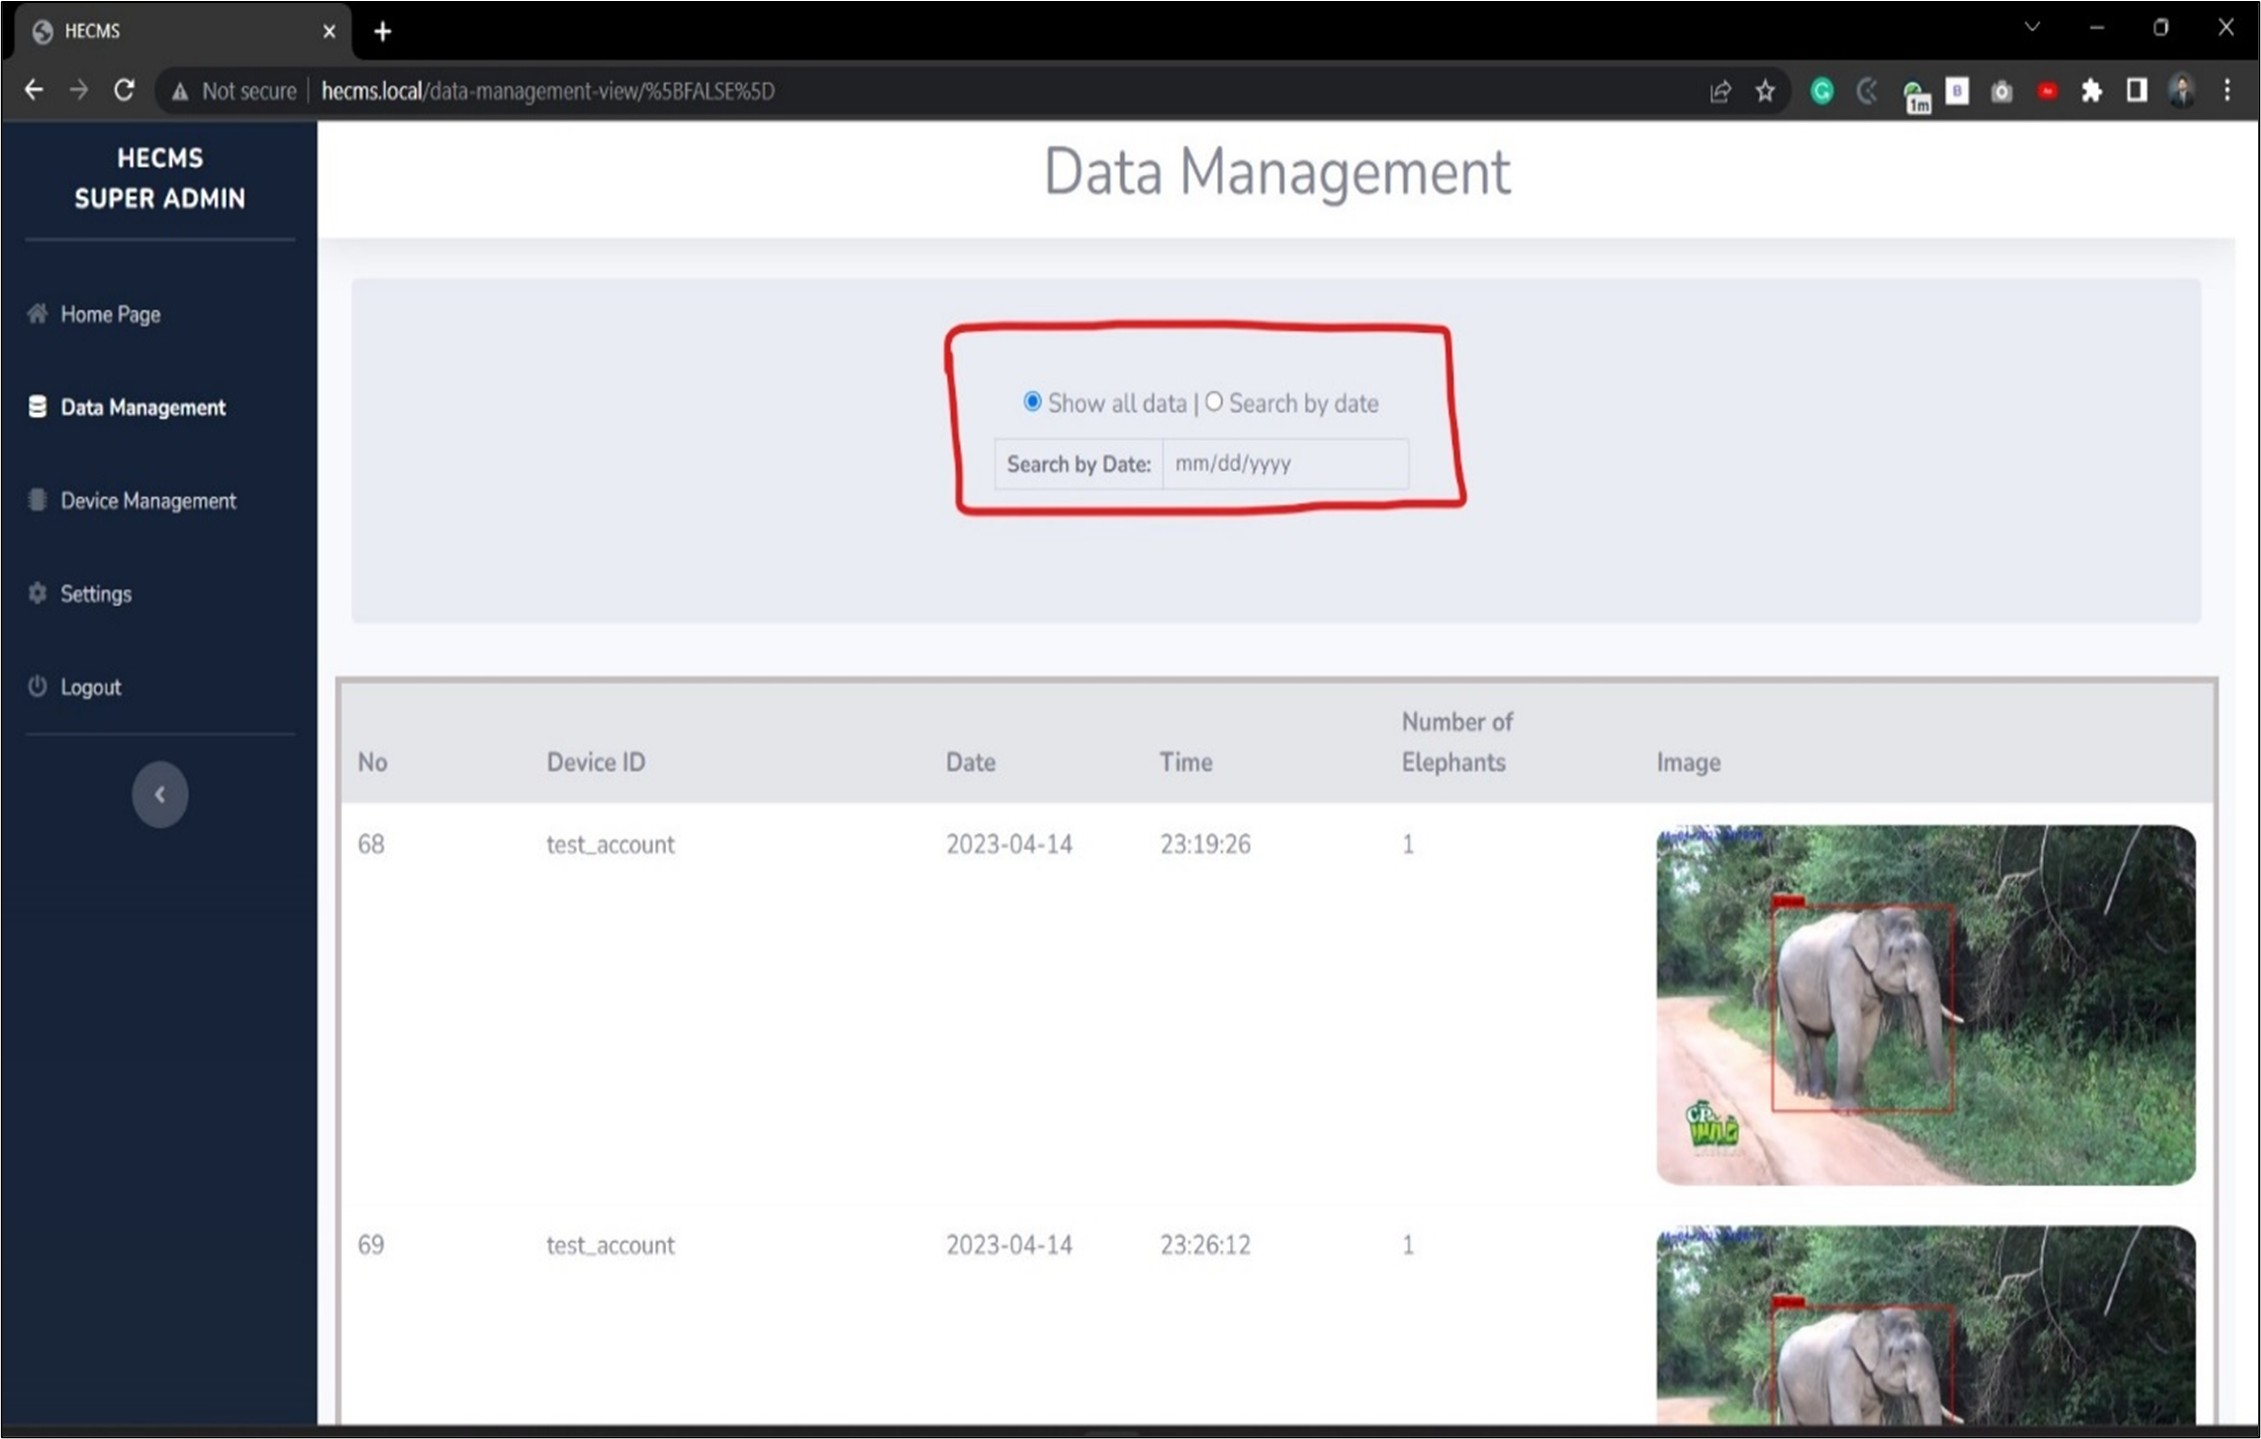 HECMS
Not secure | hecms.local/data-management-view/%5BFALSE%5D
1m
B
HECMS
SUPER ADMIN
Home Page
Data Management
Device Management
Settings
Logout
Data Management
Show all data | Search by date
Search by Date: mm/dd/yyyy
No Device ID Date Time Number of Elephants Image
68 test_account 2023-04-14 23:19:26 1
CP
WILD
69 test_account 2023-04-14 23:26:12 1